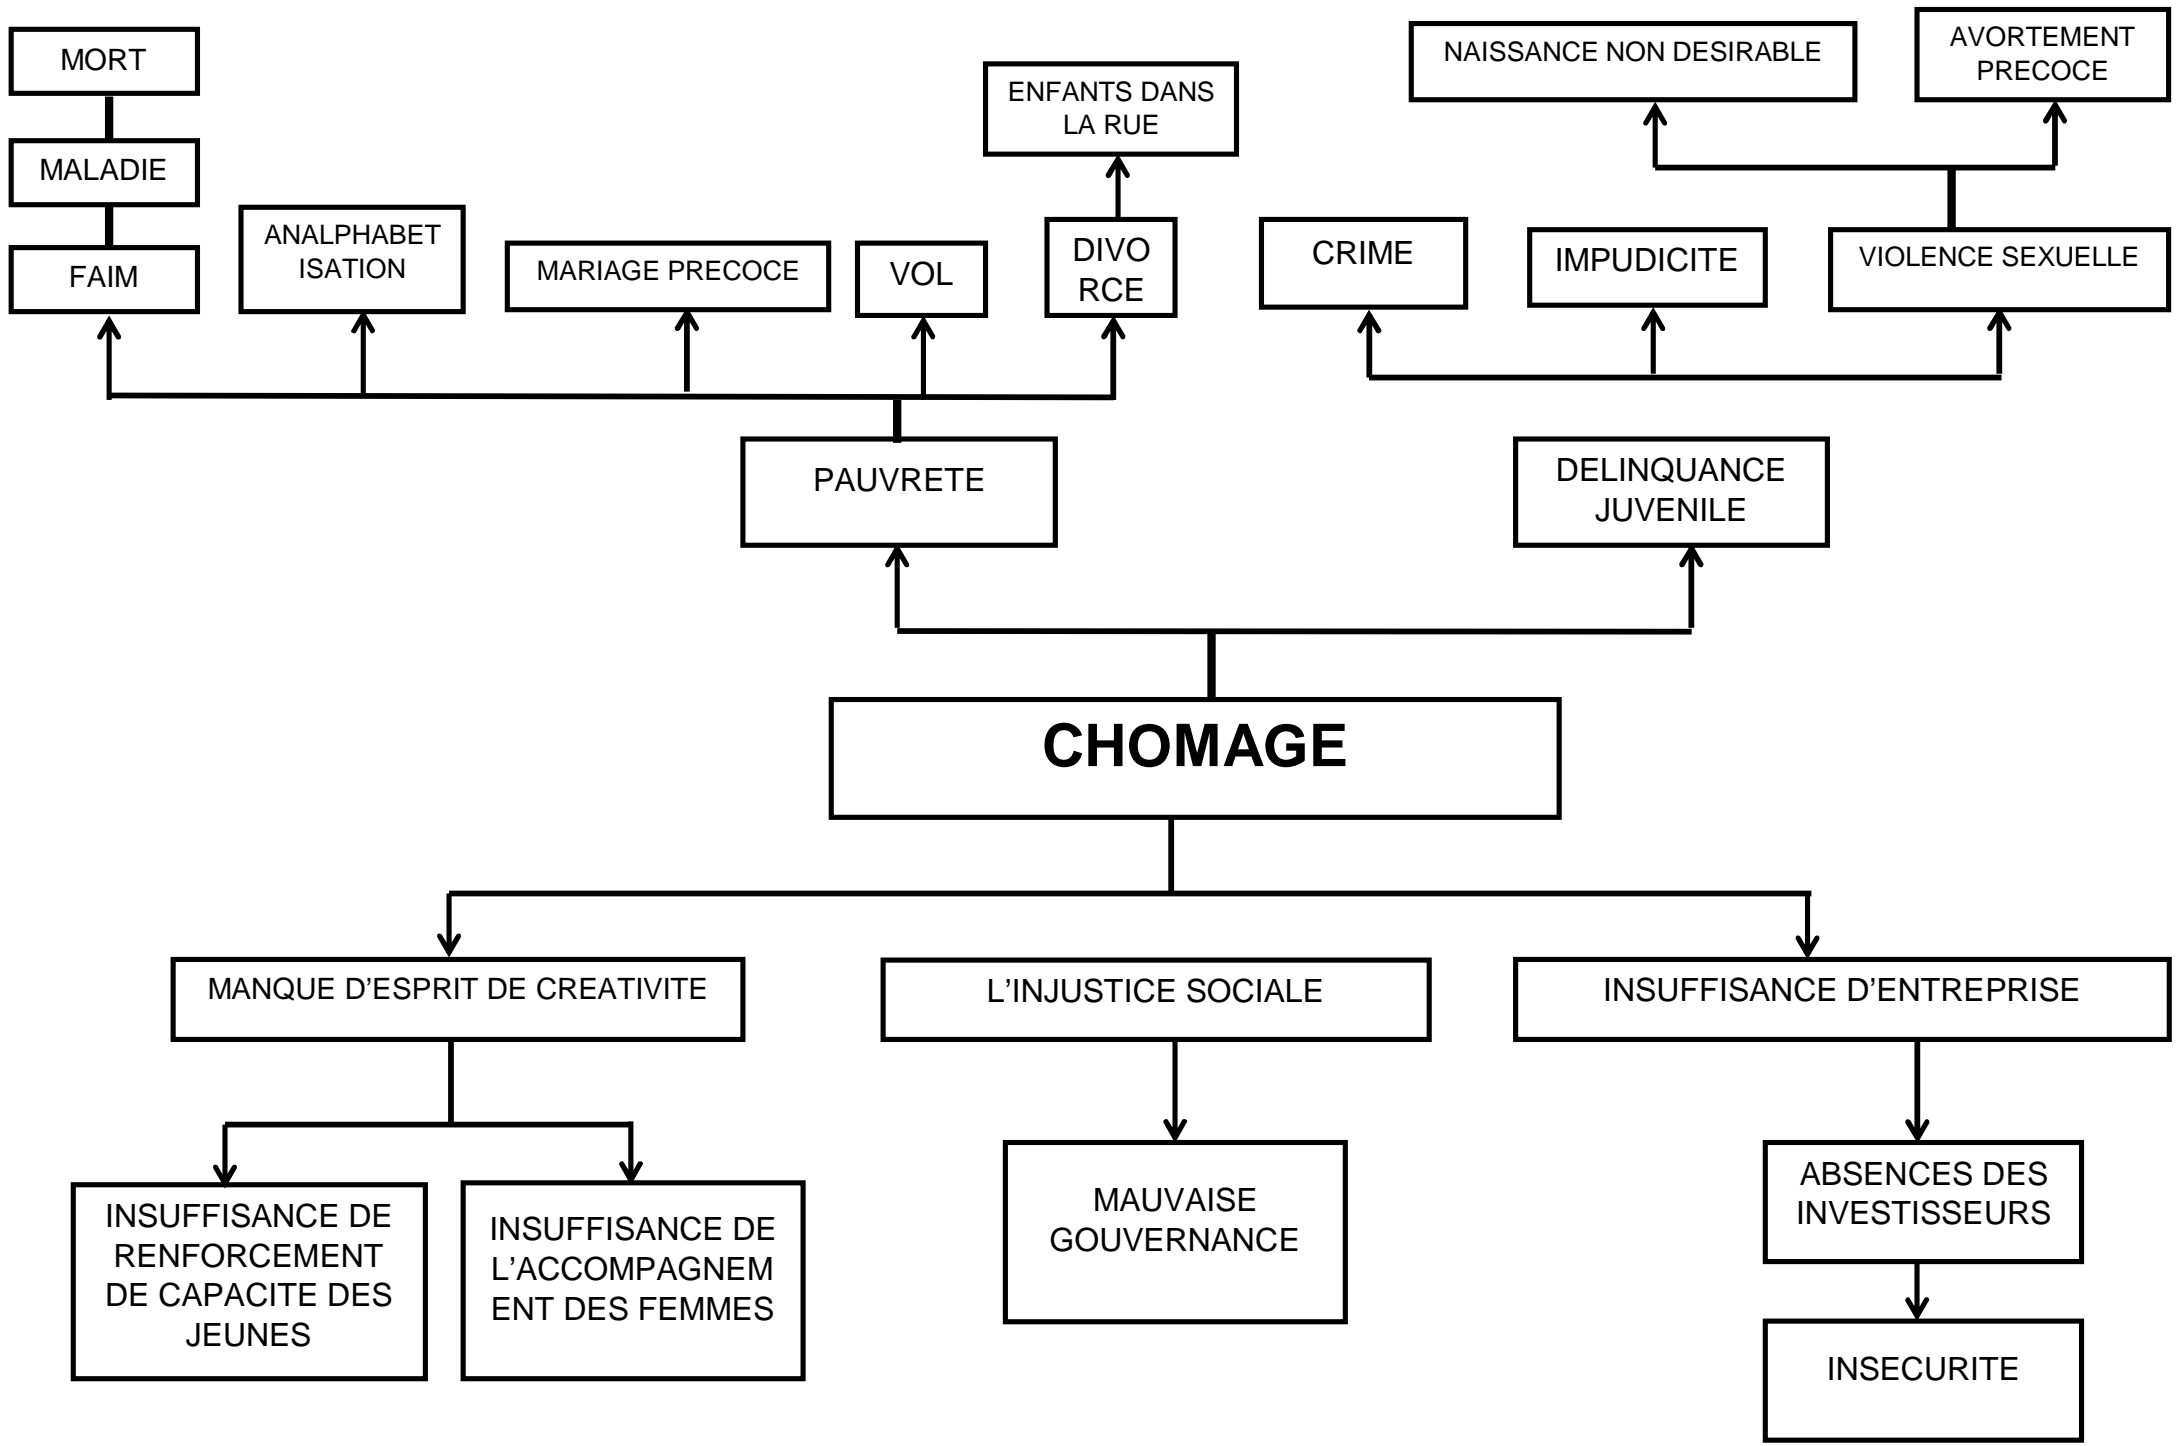 MORT
NAISSANCE NON DESIRABLE
AVORTEMENT
PRECOCE
ENFANTS DANS
LA RUE
MALADIE
ANALPHABET
ISATION
FAIM
MARIAGE PRECOCE
VOL
DIVO
RCE
CRIME
IMPUDICITE
VIOLENCE SEXUELLE
PAUVRETE
DELINQUANCE
JUVENILE
CHOMAGE
MANQUE D'ESPRIT DE CREATIVITE
L'INJUSTICE SOCIALE
INSUFFISANCE D'ENTREPRISE
INSUFFISANCE DE
RENFORCEMENT
DE CAPACITE DES
JEUNES
INSUFFISANCE DE
L'ACCOMPAGNEM
ENT DES FEMMES
MAUVAISE
GOUVERNANCE
ABSENCES DES
INVESTISSEURS
INSECURITE